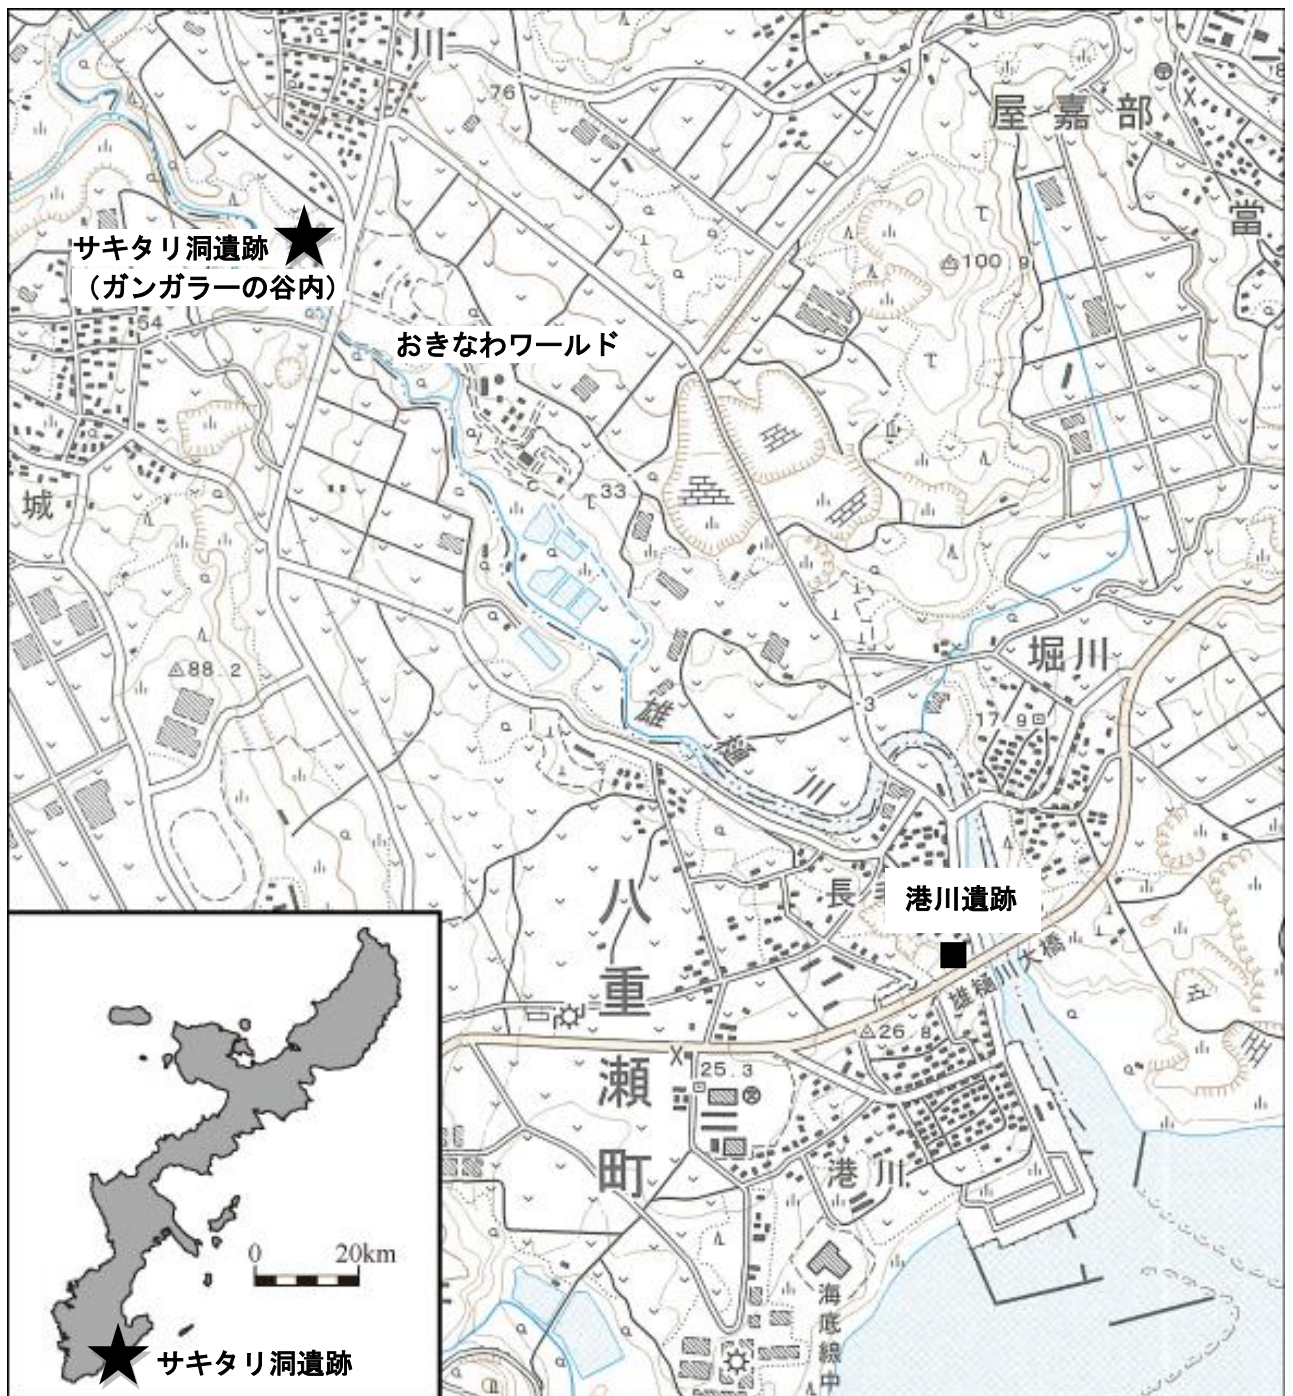 川
76
屋嘉部
當
サキタリ洞遺跡
（ガンガラーの谷内）
100.9
54
おきなわワールド
33
城
88.2
堀川
3
17.9
雄樋川
八重瀬町
長毛
港川遺跡
雄樋川大橋
26.8
25.3
港川
海底線中
0 20km
サキタリ洞遺跡